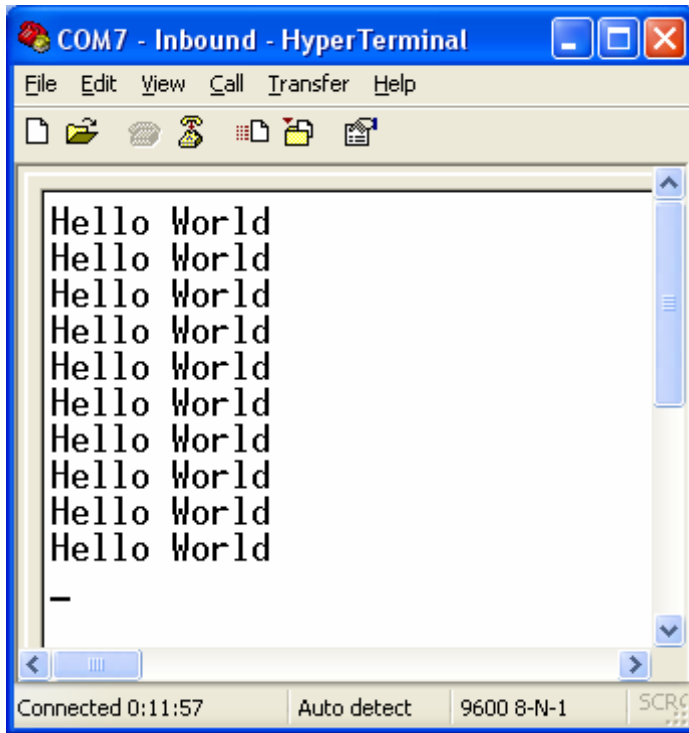 COM7 - Inbound - HyperTerminal
File Edit View Call Transfer Help
Hello World
Hello World
Hello World
Hello World
Hello World
Hello World
Hello World
Hello World
Hello World
Hello World
_
Connected 0:11:57 Auto detect 9600 8-N-1